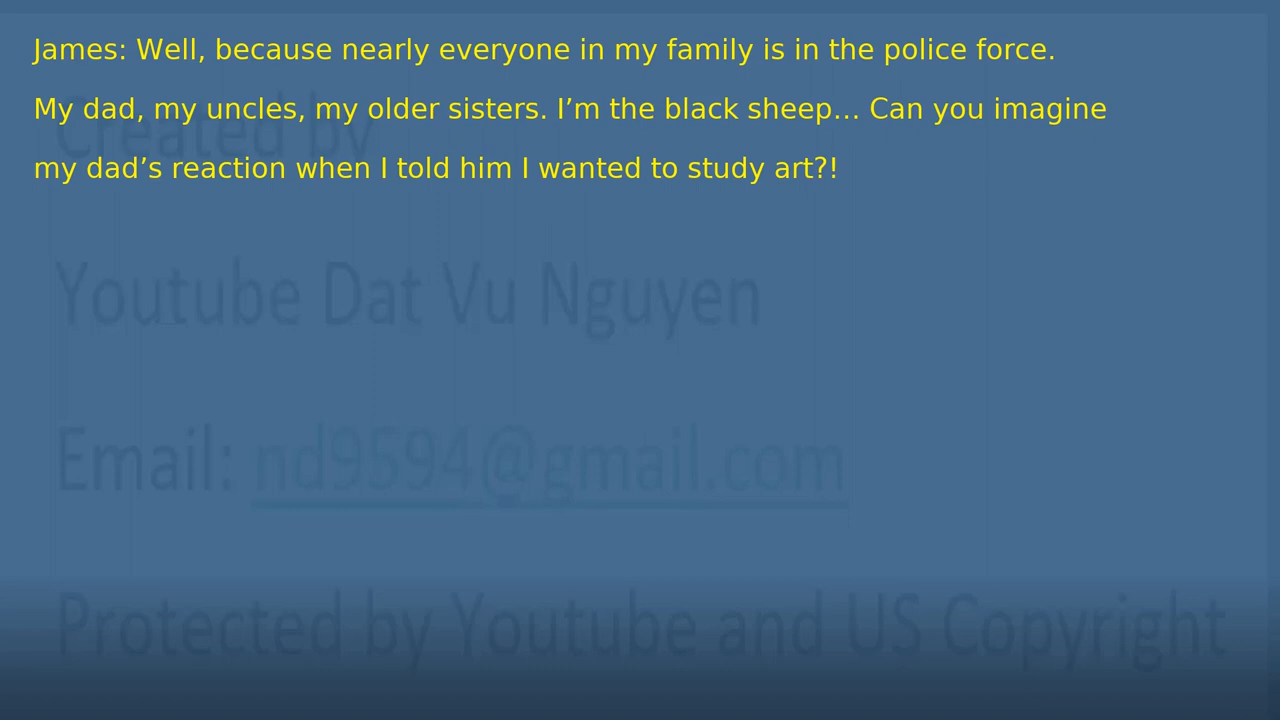 James: Well, because nearly everyone in my family is in the police force.
My dad, my uncles, my older sisters. I’m the black sheep… Can you imagine
my dad’s reaction when I told him I wanted to study art?!
Created by
Youtube Dat Vu Nguyen
Email: nd9594@gmail.com
Protected by Youtube and US Copyright